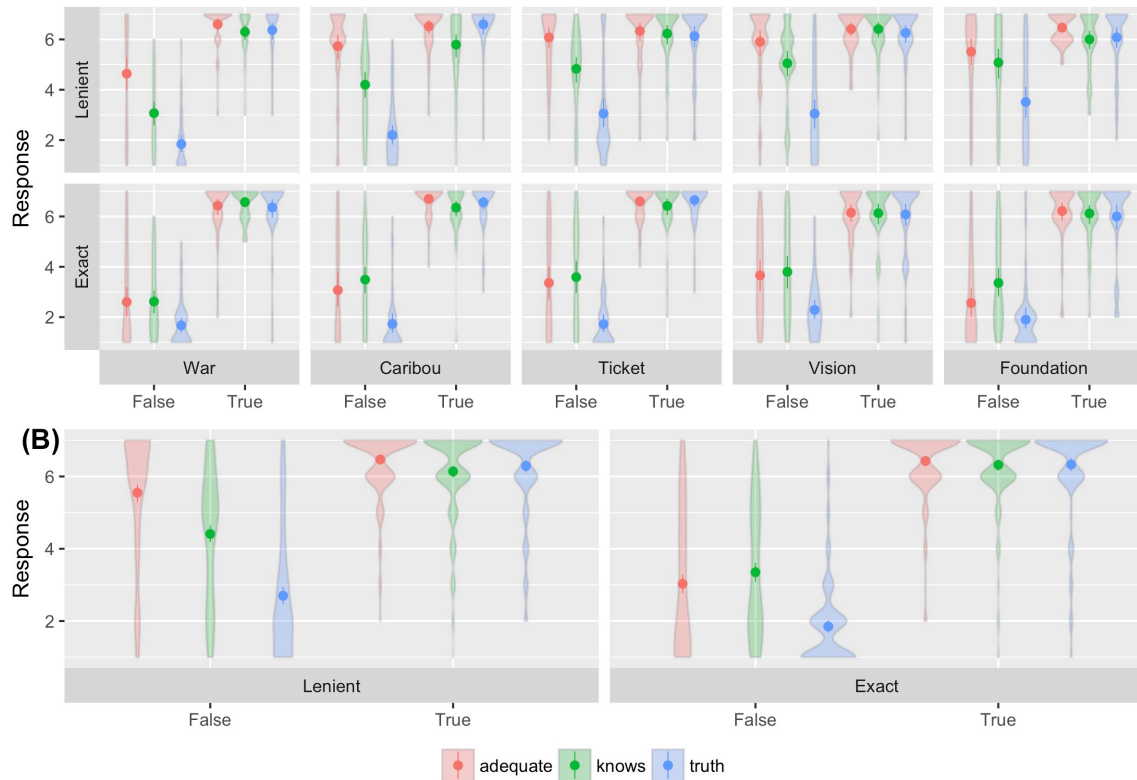 Response
Lenient
6
4
2
Exact
6
4
2
War Caribou Ticket Vision Foundation
False True False True False True False True False True
(B)
Response
6
4
2
Lenient Exact
False True False True
adequate knows truth